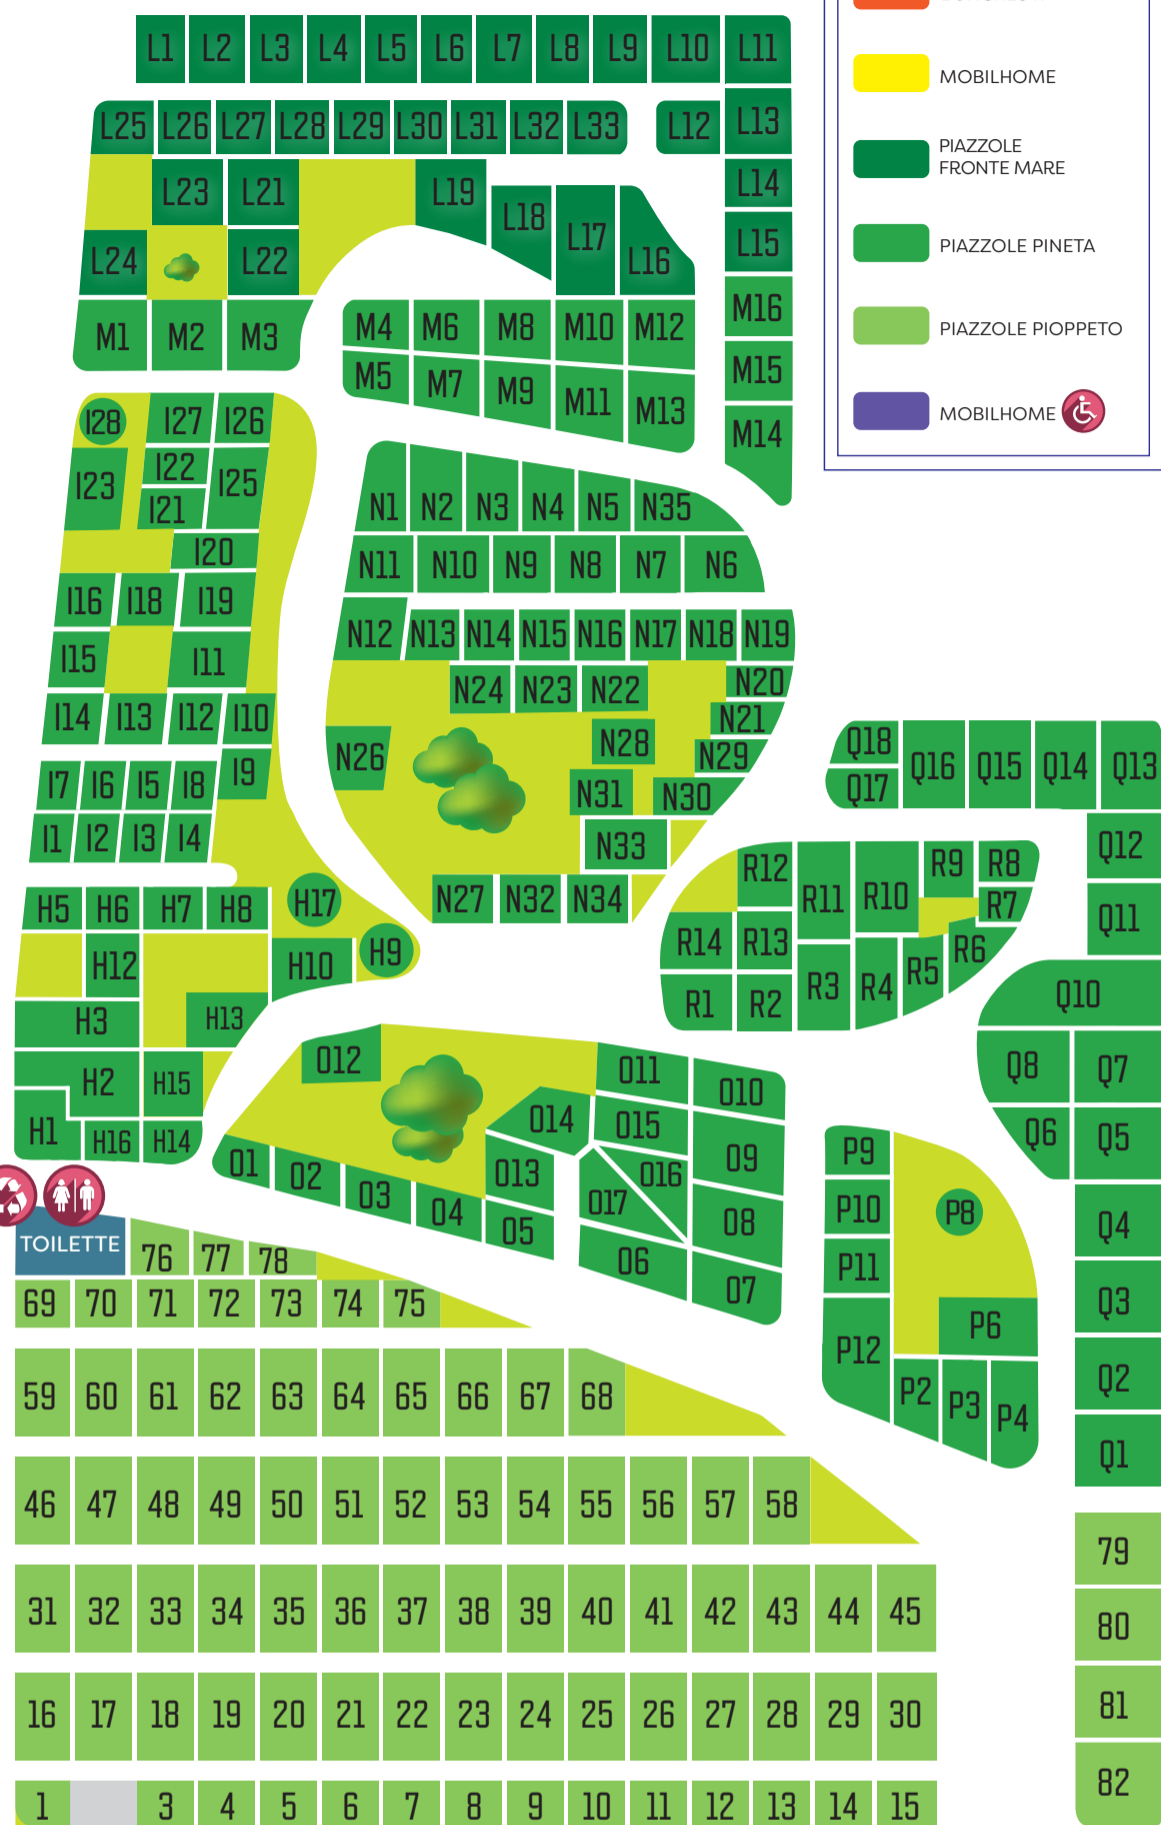 L1 L2 L3 L4 L5 L6 L7 L8 L9 L10 L11
L25 L26 L27 L28 L29 L30 L31 L32 L33 L12 L13
L23 L21 L19 L18 L17 L16 L14
L24 L22 L15
M1 M2 M3 M4 M6 M8 M10 M12 M16
M5 M7 M9 M11 M13 M15
M14
MOBILHOME
PIAZZOLE
FRONTE MARE
PIAZZOLE PINETA
PIAZZOLE PIOPPETO
MOBILHOME
I28 I27 I26
I23 I22 I25
I21
I20
I16 I18 I19
I15 I11
I14 I13 I12 I10
I7 I6 I5 I8 I9
I1 I2 I3 I4
N1 N2 N3 N4 N5 N35
N11 N10 N9 N8 N7 N6
N12 N13 N14 N15 N16 N17 N18 N19
N24 N23 N22 N20
N21
N26 N28 N29
N31 N30
N33
N27 N32 N34
Q18 Q16 Q15 Q14 Q13
Q17
Q12
Q11
Q10
Q8 Q7
Q6 Q5
Q4
Q3
Q2
Q1
R12 R11 R10 R9 R8
R7
R14 R13 R6
R1 R2 R3 R4 R5
H5 H6 H7 H8 H17
H12 H10 H9
H3 H13
H2 H15
H1 H16 H14
O12 O11 O10
O14 O15
O1 O2 O13 O16 O9
O3 O4 O17 O8
O5 O6 O7
P9 P8
P10
P11
P12 P6
P2 P3 P4
TOILETTE
76 77 78
69 70 71 72 73 74 75
59 60 61 62 63 64 65 66 67 68
46 47 48 49 50 51 52 53 54 55 56 57 58
79
31 32 33 34 35 36 37 38 39 40 41 42 43 44 45
80
16 17 18 19 20 21 22 23 24 25 26 27 28 29 30
81
82
1 3 4 5 6 7 8 9 10 11 12 13 14 15